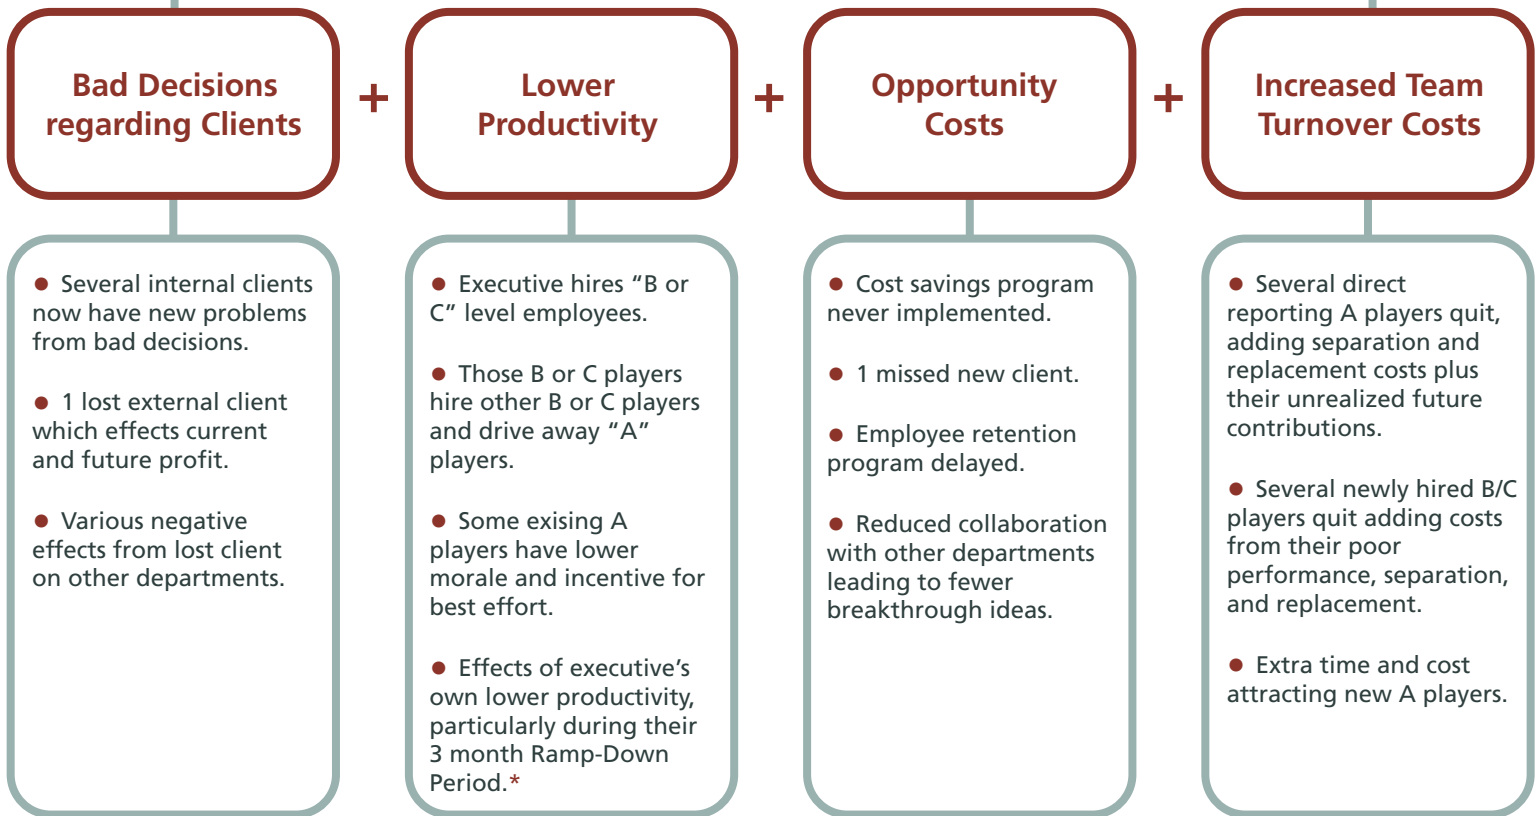 Bad Decisions
regarding Clients
+
Lower
Productivity
+
Opportunity
Costs
+
Increased Team
Turnover Costs
● Several internal clients
now have new problems
from bad decisions.
● 1 lost external client
which effects current
and future profit.
● Various negative
effects from lost client
on other departments.
● Executive hires “B or
C” level employees.
● Those B or C players
hire other B or C players
and drive away “A”
players.
● Some exising A
players have lower
morale and incentive for
best effort.
● Effects of executive’s
own lower productivity,
particularly during their
3 month Ramp-Down
Period.*
● Cost savings program
never implemented.
● 1 missed new client.
● Employee retention
program delayed.
● Reduced collaboration
with other departments
leading to fewer
breakthrough ideas.
● Several direct
reporting A players quit,
adding separation and
replacement costs plus
their unrealized future
contributions.
● Several newly hired B/C
players quit adding costs
from their poor
performance, separation,
and replacement.
● Extra time and cost
attracting new A players.